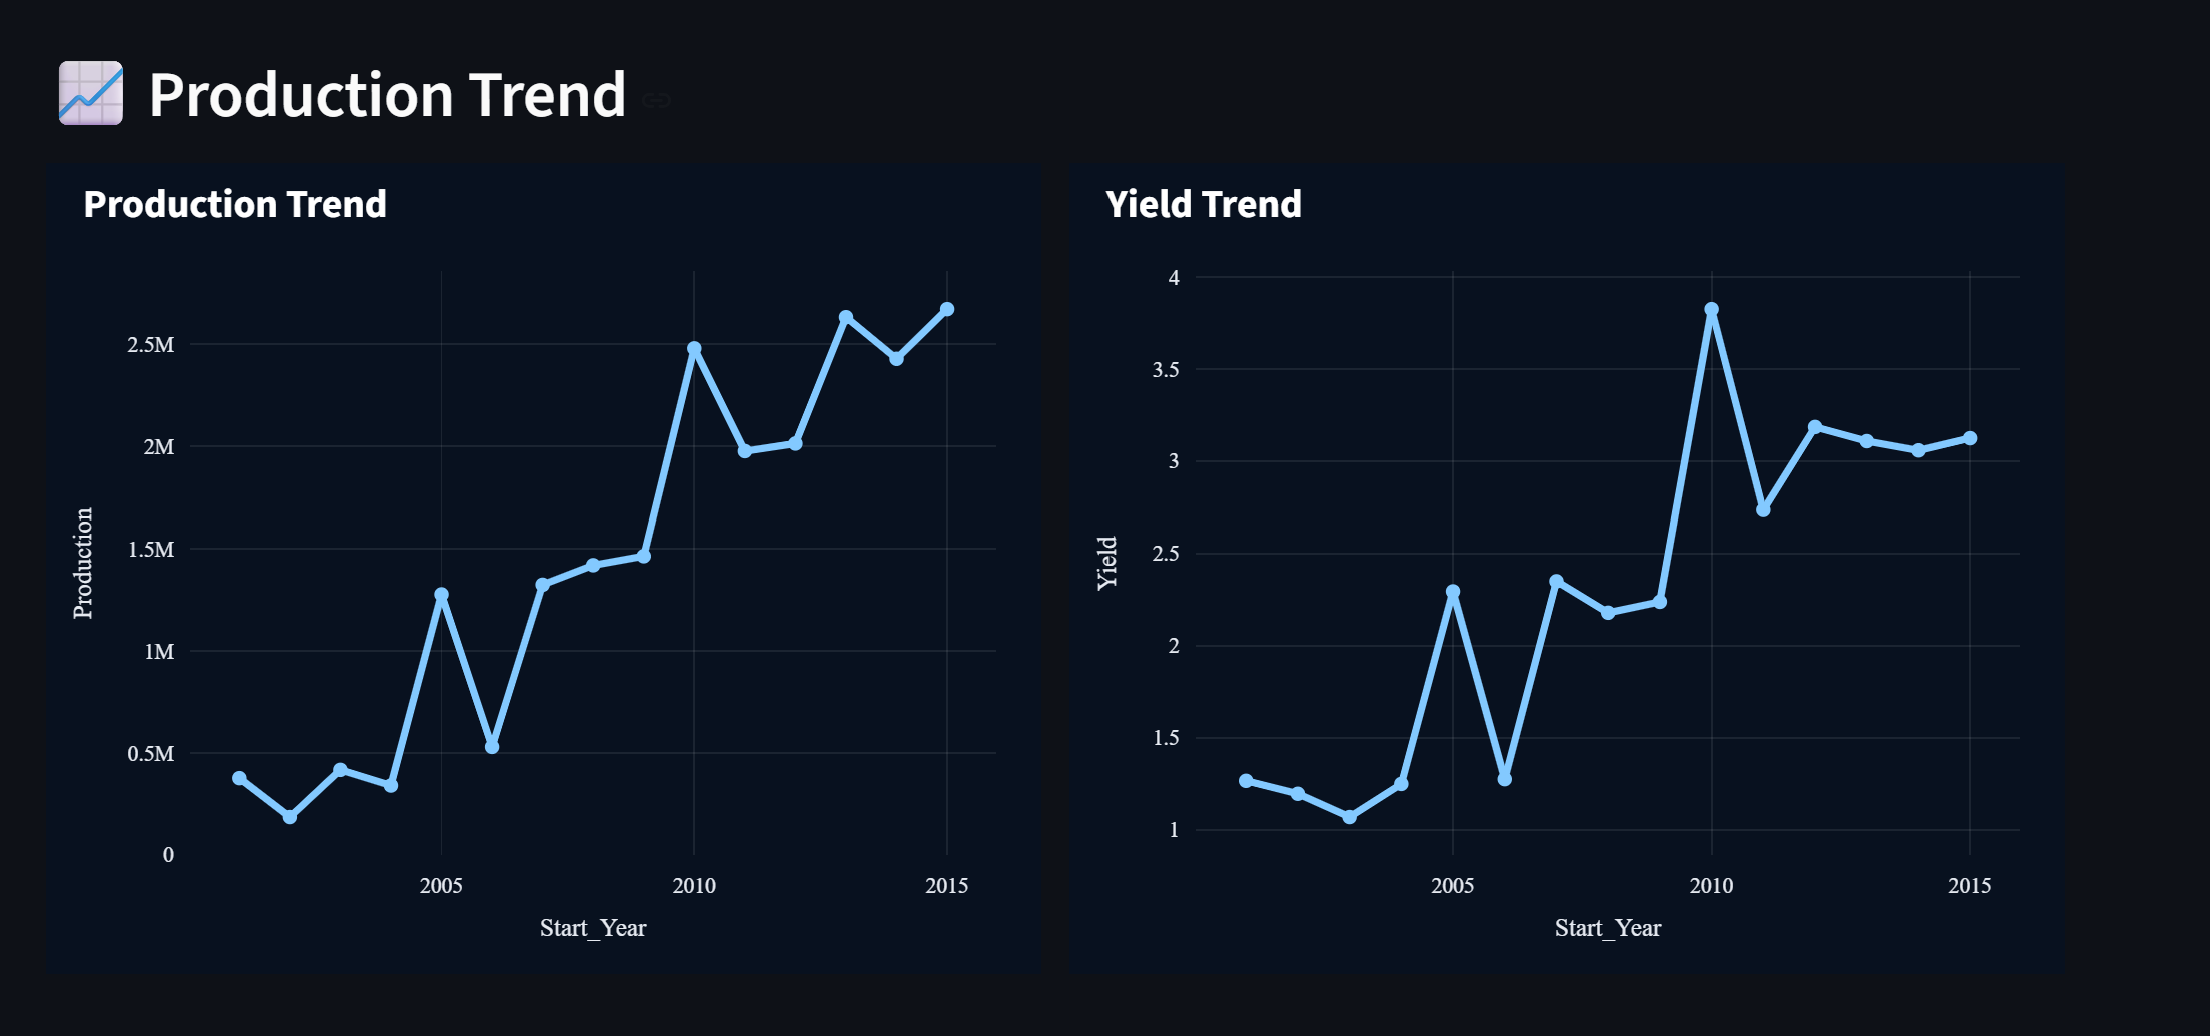 Production Trend
Production Trend
2.5M
2M
1.5M
1M
0.5M
0
Production
2005 2010 2015
Start_Year
Yield Trend
4
3.5
3
2.5
2
1.5
1
Yield
2005 2010 2015
Start_Year